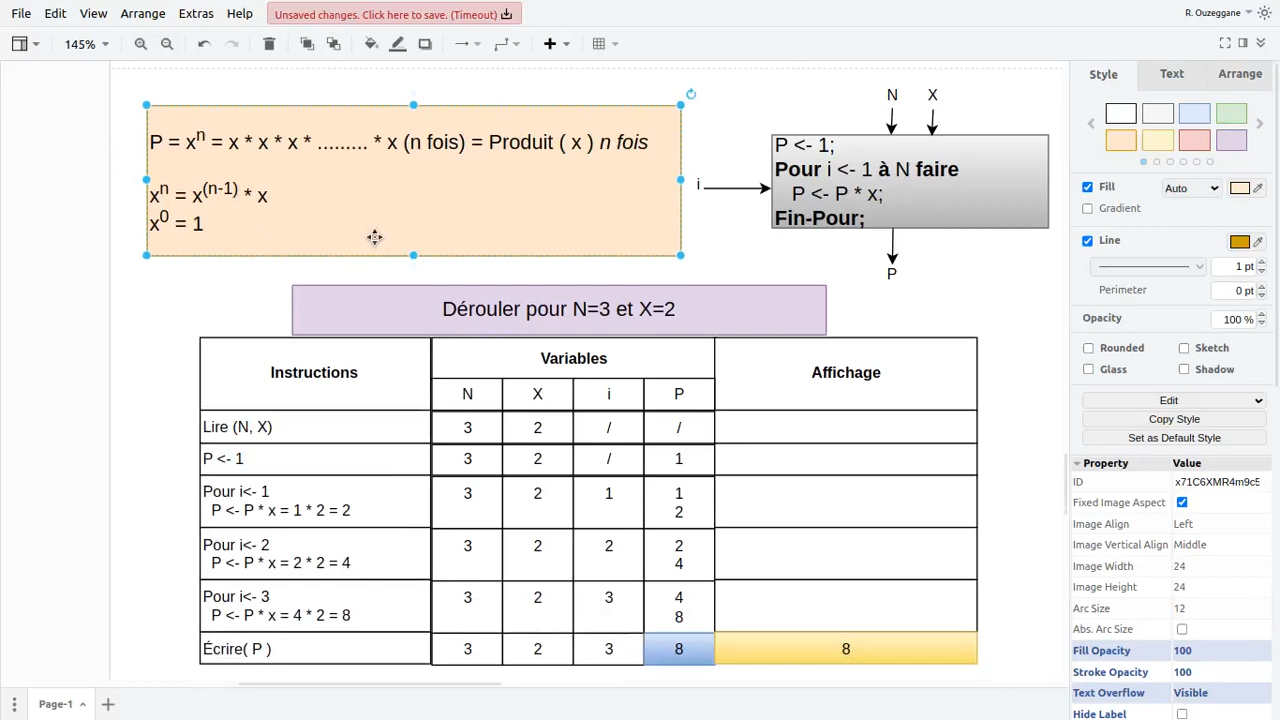 File Edit View Arrange Extras Help Unsaved changes. Click here to save. (Timeout) R. Ouzeggane
145%
P = xⁿ = x * x * x * ......... * x (n fois) = Produit ( x ) n fois
xⁿ = x⁽ⁿ⁻¹⁾ * x
x⁰ = 1
N X
i
P <- 1;
Pour i <- 1 à N faire
P <- P * x;
Fin-Pour;
P
Dérouler pour N=3 et X=2
Instructions Variables Affichage
N X i P
Lire (N, X) 3 2 / /
P <- 1 3 2 / 1
Pour i<- 1 3 2 1 1
P <- P * x = 1 * 2 = 2 2
Pour i<- 2 3 2 2 2
P <- P * x = 2 * 2 = 4 4
Pour i<- 3 3 2 3 4
P <- P * x = 4 * 2 = 8 8
Écrire( P ) 3 2 3 8 8
Page-1
Style Text Arrange
Fill Auto
Gradient
Line
1 pt
Perimeter 0 pt
Opacity 100 %
Rounded Sketch
Glass Shadow
Edit
Copy Style
Set as Default Style
Property Value
ID x71C6XMR4m9c5
Fixed Image Aspect
Image Align Left
Image Vertical Align Middle
Image Width 24
Image Height 24
Arc Size 12
Abs. Arc Size
Fill Opacity 100
Stroke Opacity 100
Text Overflow Visible
Hide Label